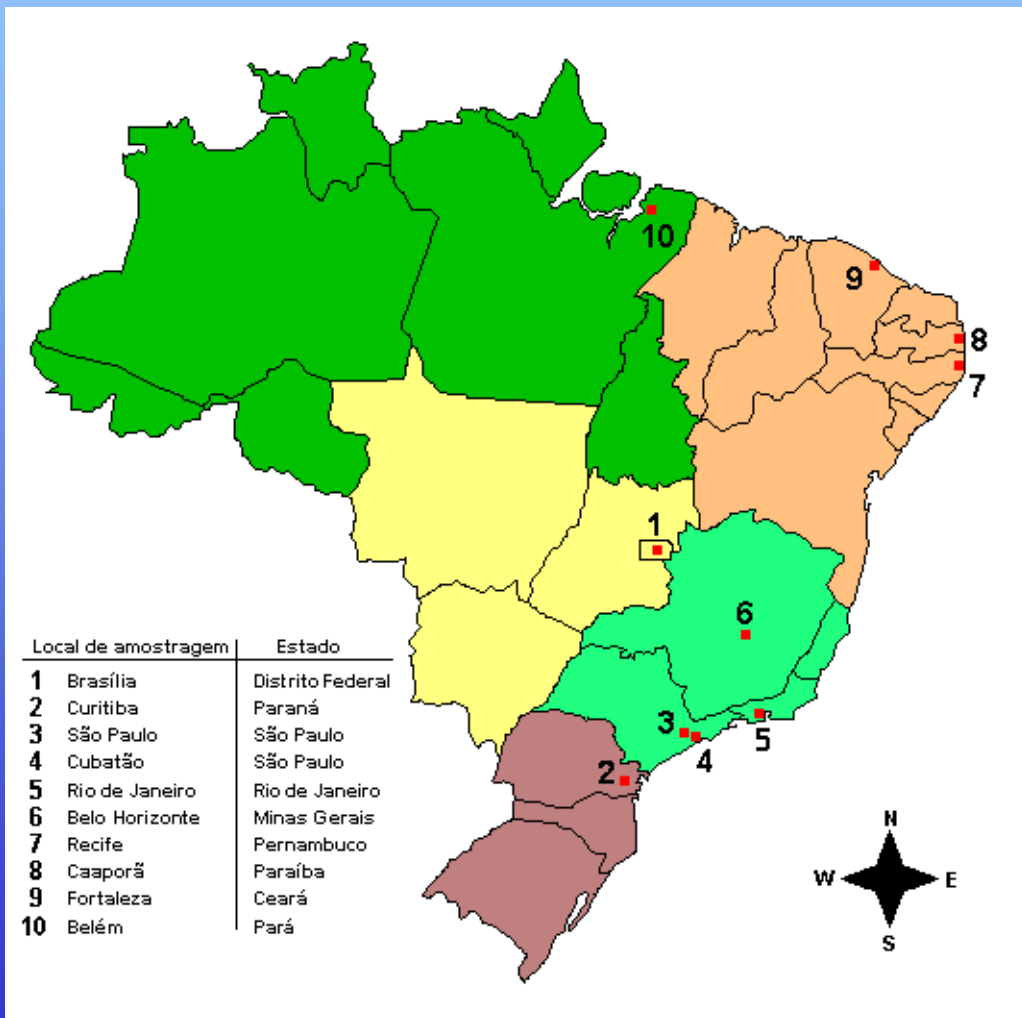 10
9
8
7
1
6
3
4
5
2
Local de amostragem Estado
1 Brasília Distrito Federal
2 Curitiba Paraná
3 São Paulo São Paulo
4 Cubatão São Paulo
5 Rio de Janeiro Rio de Janeiro
6 Belo Horizonte Minas Gerais
7 Recife Pernambuco
8 Caaporã Paraíba
9 Fortaleza Ceará
10 Belém Pará
N
W E
S